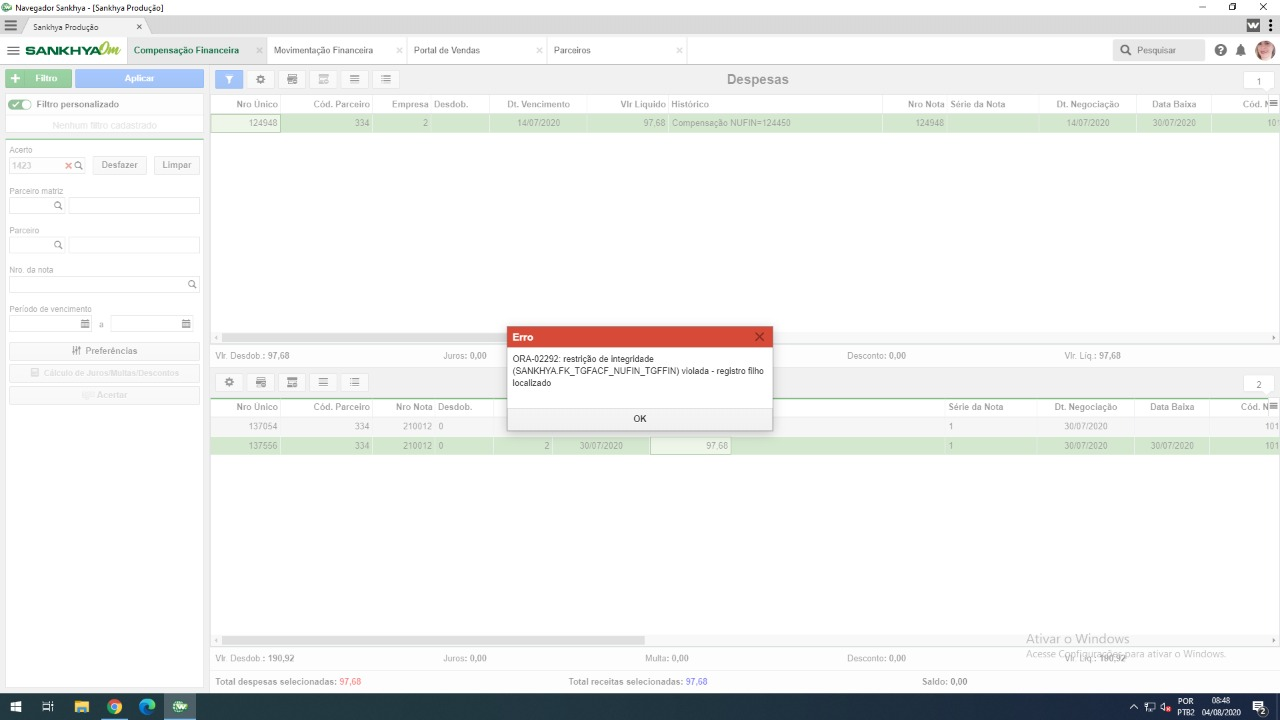 Navegador Sankhya - [Sankhya Produção]
Sankhya Produção
SANKHYA Om
Compensação Financeira
Movimentação Financeira
Portal de Vendas
Parceiros
Pesquisar
Filtro
Aplicar
Despesas
1
Filtro personalizado
Nenhum filtro cadastrado
Nro Único Cód. Parceiro Empresa Desdob. Dt. Vencimento Vlr Líquido Histórico Nro Nota Série da Nota Dt. Negociação Data Baixa Cód. N
124948 334 2 14/07/2020 97,68 Compensação NUFIN=124450 124948 14/07/2020 30/07/2020 101
Acerto
1423
Desfazer
Limpar
Parceiro matriz
Parceiro
Nro. da nota
Período de vencimento
a
Preferências
Cálculo de Juros/Multas/Descontos
Acertar
Vlr. Desdob.: 97,68 Juros: 0,00 Desconto: 0,00 Vlr. Líq.: 97,68
Erro
ORA-02292: restrição de integridade
(SANKHYA.FK_TGFACF_NUFIN_TGFFIN) violada - registro filho
localizado
OK
2
Nro Único Cód. Parceiro Nro Nota Desdob. Série da Nota Dt. Negociação Data Baixa Cód. N
137054 334 210012 0 1 30/07/2020 101
137556 334 210012 0 2 30/07/2020 97,68 1 30/07/2020 30/07/2020 101
Ativar o Windows
Acesse Configurações para ativar o Windows.
Vlr. Desdob.: 190,92 Juros: 0,00 Multa: 0,00 Desconto: 0,00 Vlr. Líq.: 190,92
Total despesas selecionadas: 97,68 Total receitas selecionadas: 97,68 Saldo: 0,00
POR
PTB2
08:48
04/08/2020
2